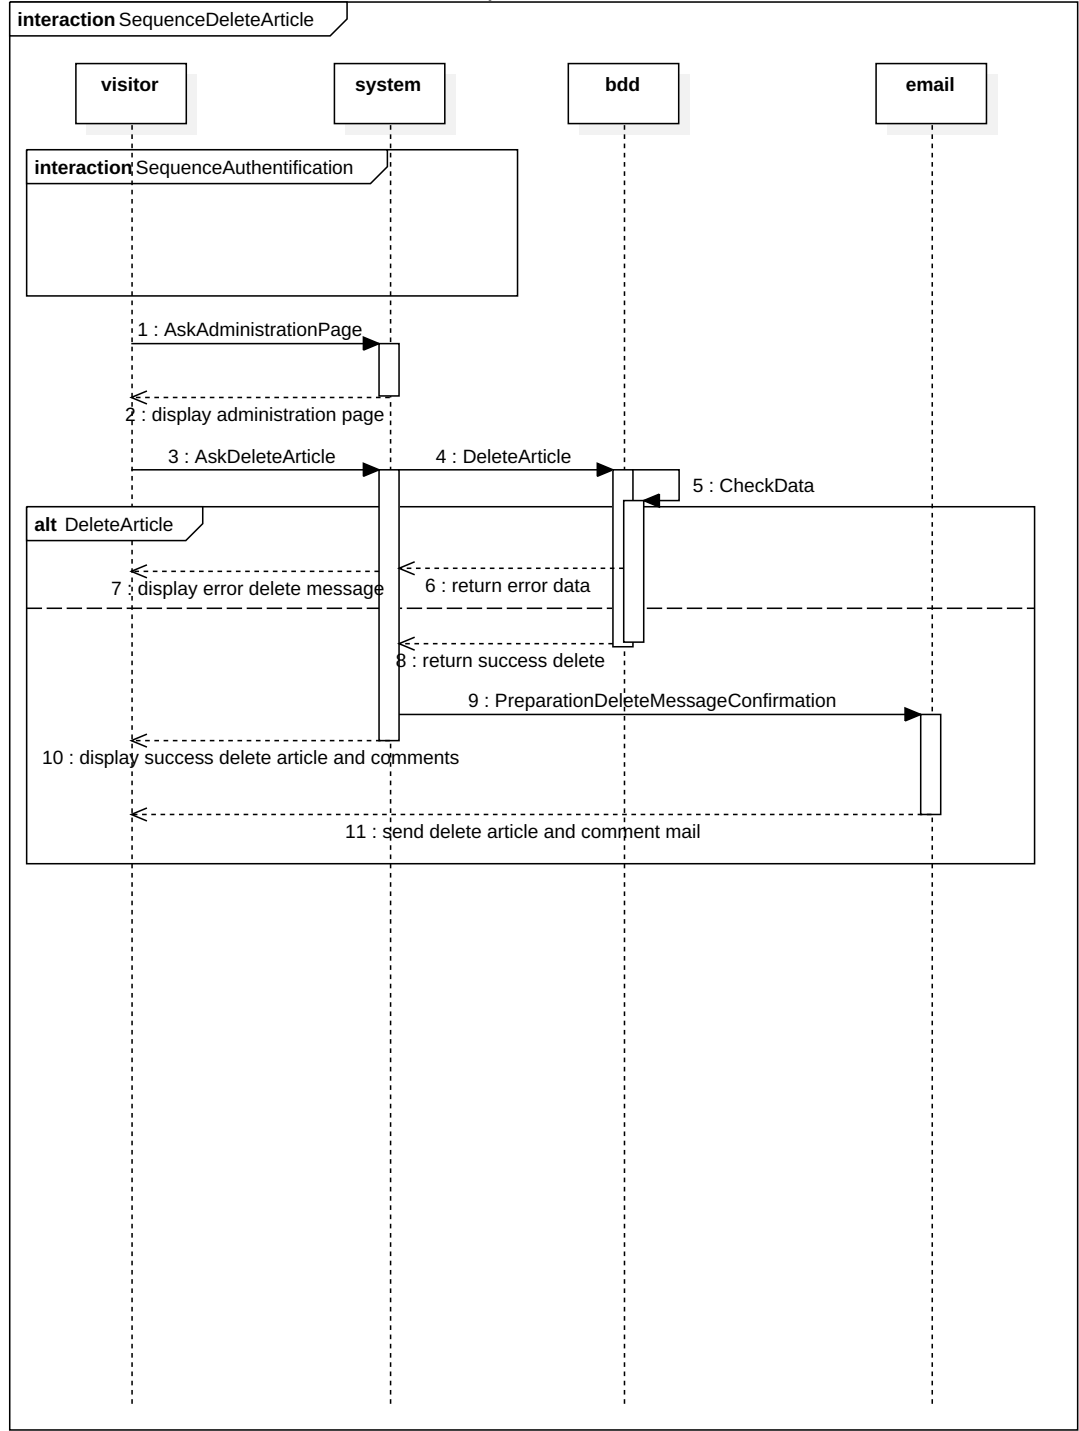 interaction SequenceDeleteArticle
visitor system bdd email
interaction SequenceAuthentification
1 : AskAdministrationPage
2 : display administration page
3 : AskDeleteArticle 4 : DeleteArticle
5 : CheckData
alt DeleteArticle
7 : display error delete message 6 : return error data
8 : return success delete
9 : PreparationDeleteMessageConfirmation
10 : display success delete article and comments
11 : send delete article and comment mail